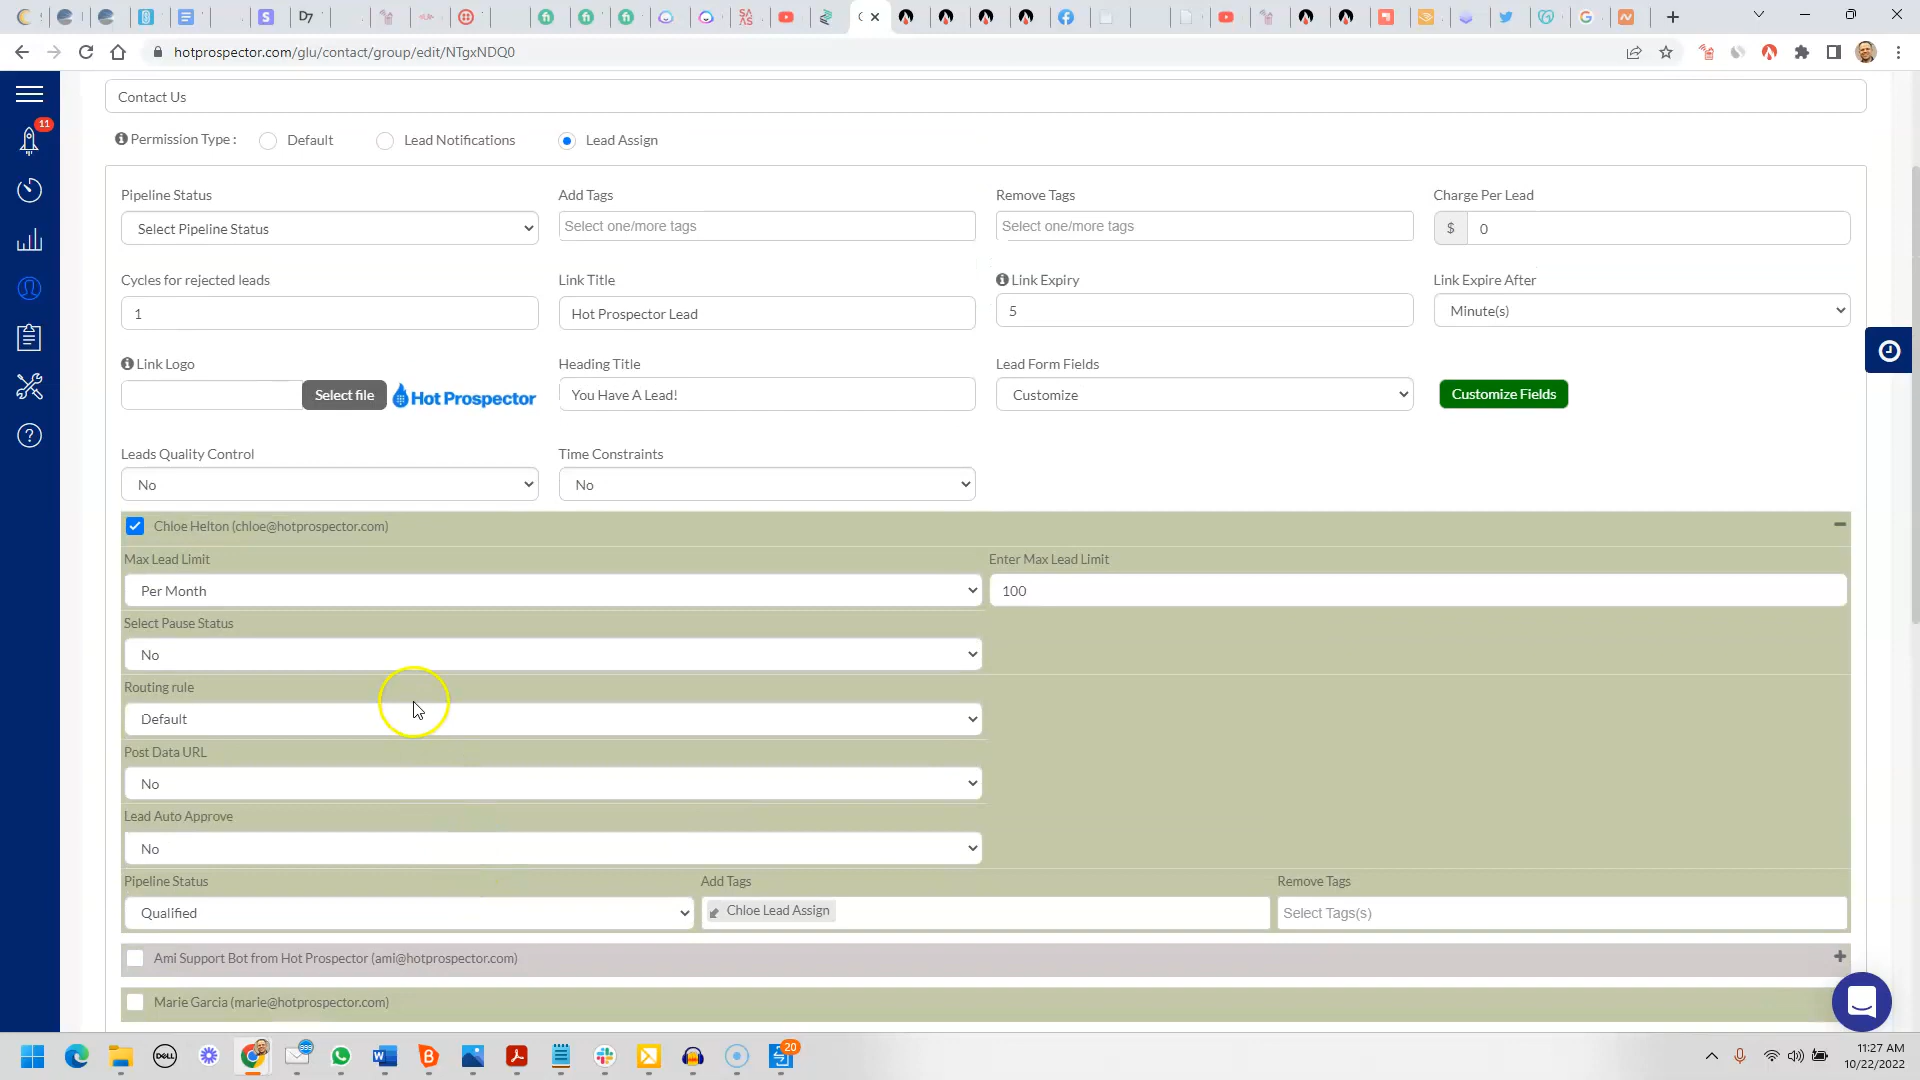 D7
SAAS
hotprospector.com/glu/contact/group/edit/NTgxNDQ0
11
Contact Us
Permission Type :
Default
Lead Notifications
Lead Assign
Pipeline Status
Add Tags
Remove Tags
Charge Per Lead
Select Pipeline Status
Select one/more tags
Select one/more tags
$
0
Cycles for rejected leads
Link Title
Link Expiry
Link Expire After
1
Hot Prospector Lead
5
Minute(s)
Link Logo
Heading Title
Lead Form Fields
Select file
Hot Prospector
You Have A Lead!
Customize
Customize Fields
Leads Quality Control
Time Constraints
No
No
Chloe Helton (chloe@hotprospector.com)
Max Lead Limit
Enter Max Lead Limit
Per Month
100
Select Pause Status
No
Routing rule
Default
Post Data URL
No
Lead Auto Approve
No
Pipeline Status
Add Tags
Remove Tags
Qualified
Chloe Lead Assign
Select Tags(s)
Ami Support Bot from Hot Prospector (ami@hotprospector.com)
Marie Garcia (marie@hotprospector.com)
DELL
999
20
11:27 AM
10/22/2022